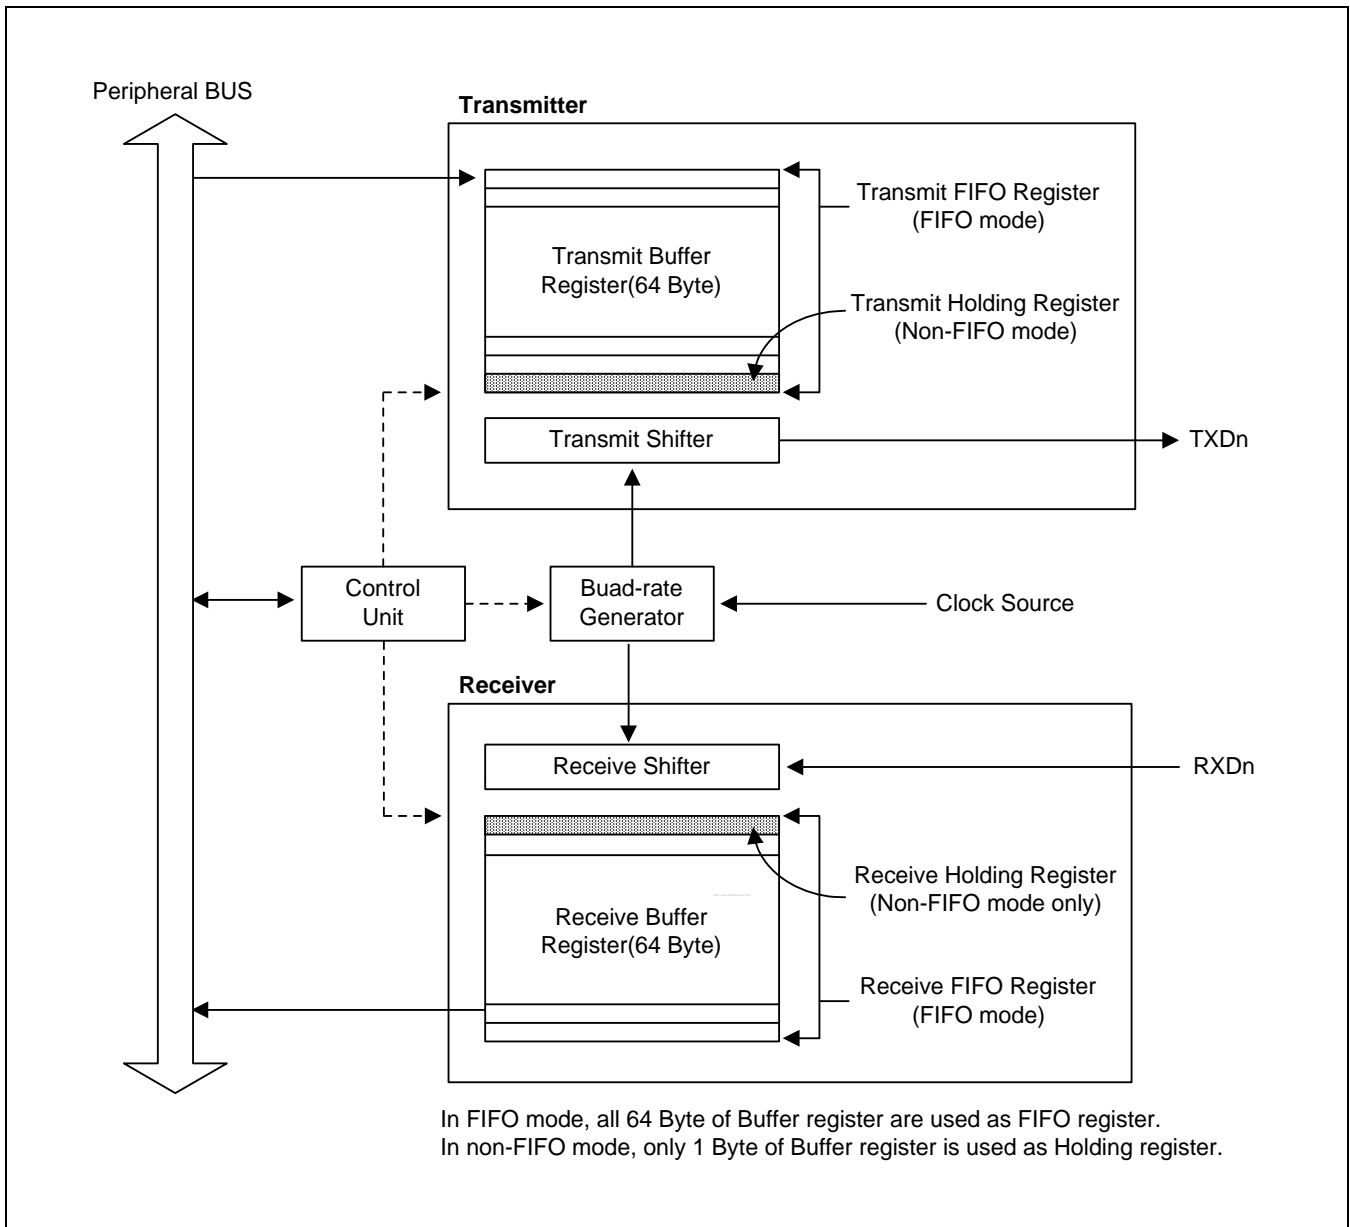 Peripheral BUS
Transmitter
Transmit FIFO Register
(FIFO mode)
Transmit Buffer
Register(64 Byte)
Transmit Holding Register
(Non-FIFO mode)
Transmit Shifter
TXDn
Control
Unit
Buad-rate
Generator
Clock Source
Receiver
Receive Shifter
RXDn
Receive Holding Register
(Non-FIFO mode only)
Receive Buffer
Register(64 Byte)
Receive FIFO Register
(FIFO mode)
In FIFO mode, all 64 Byte of Buffer register are used as FIFO register.
In non-FIFO mode, only 1 Byte of Buffer register is used as Holding register.